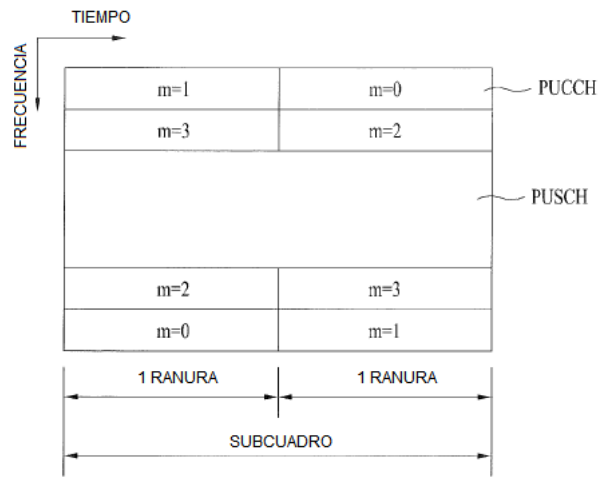 TIEMPO
FRECUENCIA
m=1 m=0
PUCCH
m=3 m=2
PUSCH
m=2 m=3
m=0 m=1
1 RANURA 1 RANURA
SUBCUADRO